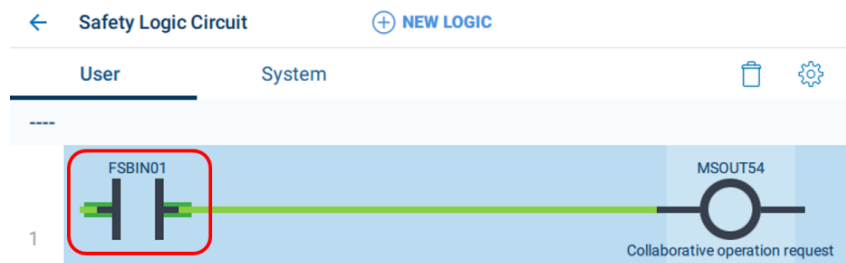 Safety Logic Circuit
NEW LOGIC
User
System
----
FSBIN01
MSOUT54
1
Collaborative operation request